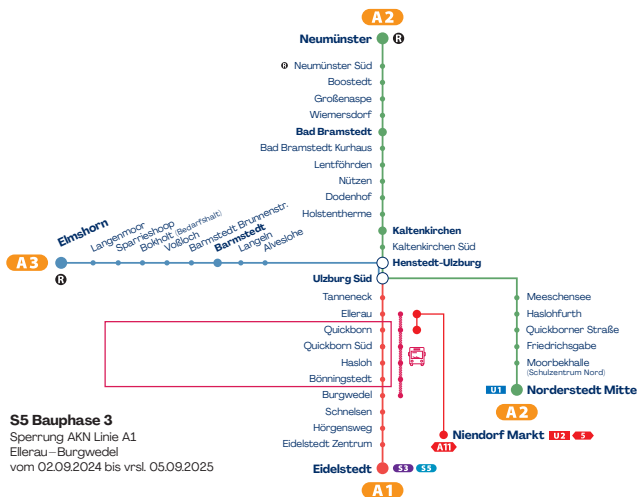 A2
Neumünster R
R Neumünster Süd
Boostedt
Großenaspe
Wiemersdorf
Bad Bramstedt
Bad Bramstedt Kurhaus
Lentföhrden
Nützen
Dodenhof
Holstentherme
Kaltenkirchen
Kaltenkirchen Süd
Henstedt-Ulzburg
Ulzburg Süd
A3
R
Elmshorn
Langenmoor
Sparrieshoop
Bokholt (Bedarfshalt)
Voßloch
Barmstedt Brunnenstr.
Barmstedt
Langeln
Alveslohe
Tanneck
Ellerau
Quickborn
Quickborn Süd
Hasloh
Bönningstedt
Burgwedel
Schnelsen
Hörgensweg
Eidelstedt Zentrum
Eidelstedt S3 S5
A1
Meeschensee
Haslohfurth
Quickborner Straße
Friedrichsgabe
Moorbekhalle
(Schulzentrum Nord)
U1 Norderstedt Mitte
A2
Niendorf Markt U2 5
A11
S5 Bauphase 3
Sperrung AKN Linie A1
Ellerau–Burgwedel
vom 02.09.2024 bis vrsl. 05.09.2025